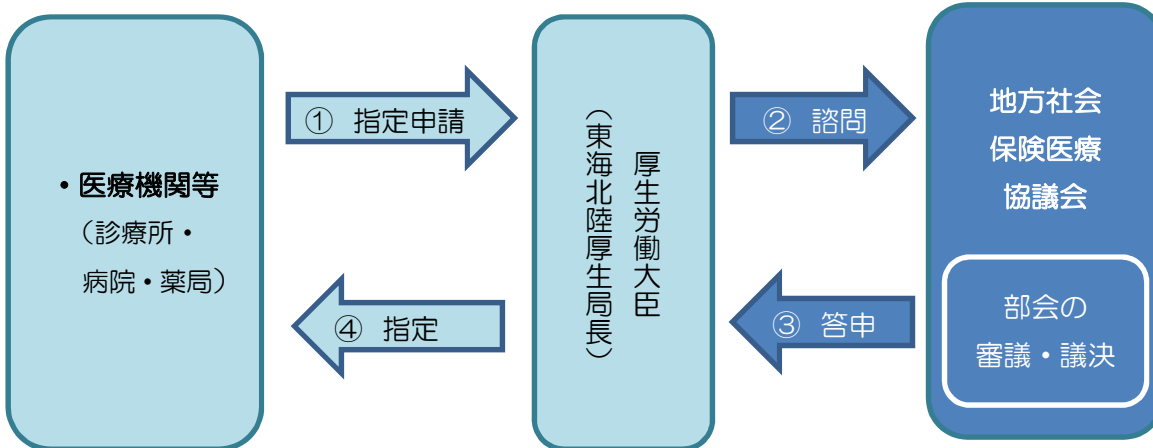 ・医療機関等
（診療所・
病院・薬局）
① 指定申請
④ 指定
厚生労働大臣
（東海北陸厚生局長）
② 諮問
③ 答申
地方社会
保険医療
協議会
部会の
審議・議決